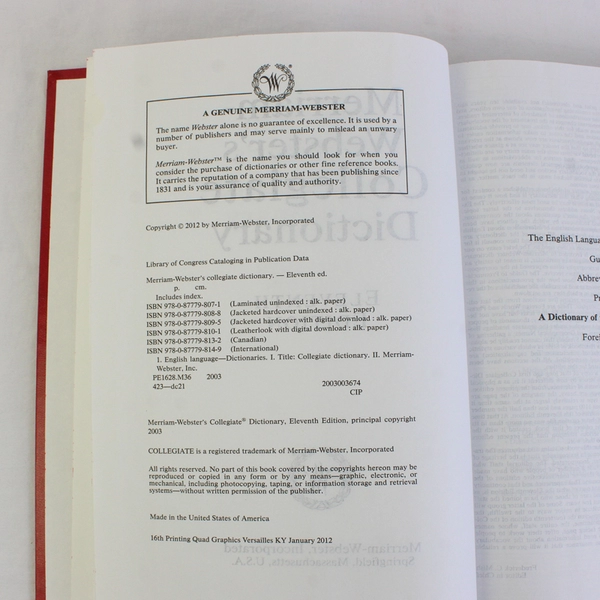 W
®
A GENUINE MERRIAM-WEBSTER
The name Webster alone is no guarantee of excellence. It is used by a
number of publishers and may serve mainly to mislead an unwary
buyer.
Merriam-Webster™ is the name you should look for when you
consider the purchase of dictionaries or other fine reference books.
It carries the reputation of a company that has been publishing since
1831 and is your assurance of quality and authority.
Copyright © 2012 by Merriam-Webster, Incorporated
Library of Congress Cataloging in Publication Data
Merriam-Webster's collegiate dictionary. — Eleventh ed.
p. cm.
Includes index.
ISBN 978-0-87779-807-1 (Laminated unindexed : alk. paper)
ISBN 978-0-87779-808-8 (Jacketed hardcover unindexed : alk. paper)
ISBN 978-0-87779-809-5 (Jacketed hardcover with digital download : alk. paper)
ISBN 978-0-87779-810-1 (Leatherlook with digital download : alk. paper)
ISBN 978-0-87779-813-2 (Canadian)
ISBN 978-0-87779-814-9 (International)
1. English language—Dictionaries. I. Title: Collegiate dictionary. II. Merriam-
Webster, Inc.
PE1628.M36 2003
423—dc21 2003003674
CIP
Merriam-Webster's Collegiate® Dictionary, Eleventh Edition, principal copyright
2003
COLLEGIATE is a registered trademark of Merriam-Webster, Incorporated
All rights reserved. No part of this book covered by the copyrights hereon may be
reproduced or copied in any form or by any means—graphic, electronic, or
mechanical, including photocopying, taping, or information storage and retrieval
systems—without written permission of the publisher.
Made in the United States of America
16th Printing Quad Graphics Versailles KY January 2012
The English Langua
Gu
Abbrev
P
A Dictionary of
Forei